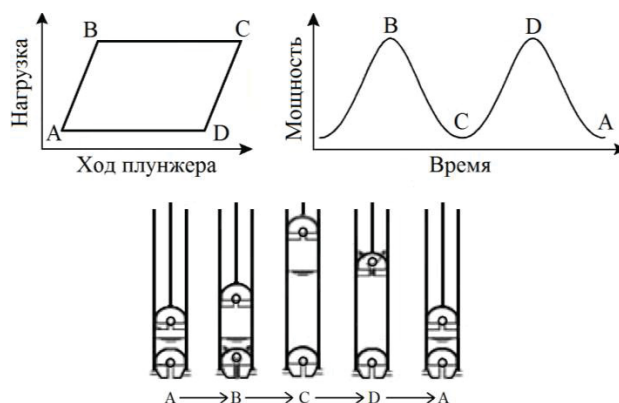 Нагрузка
B
C
A
D
Ход плунжера
Мощность
B
D
C
A
Время
A → B → C → D → A